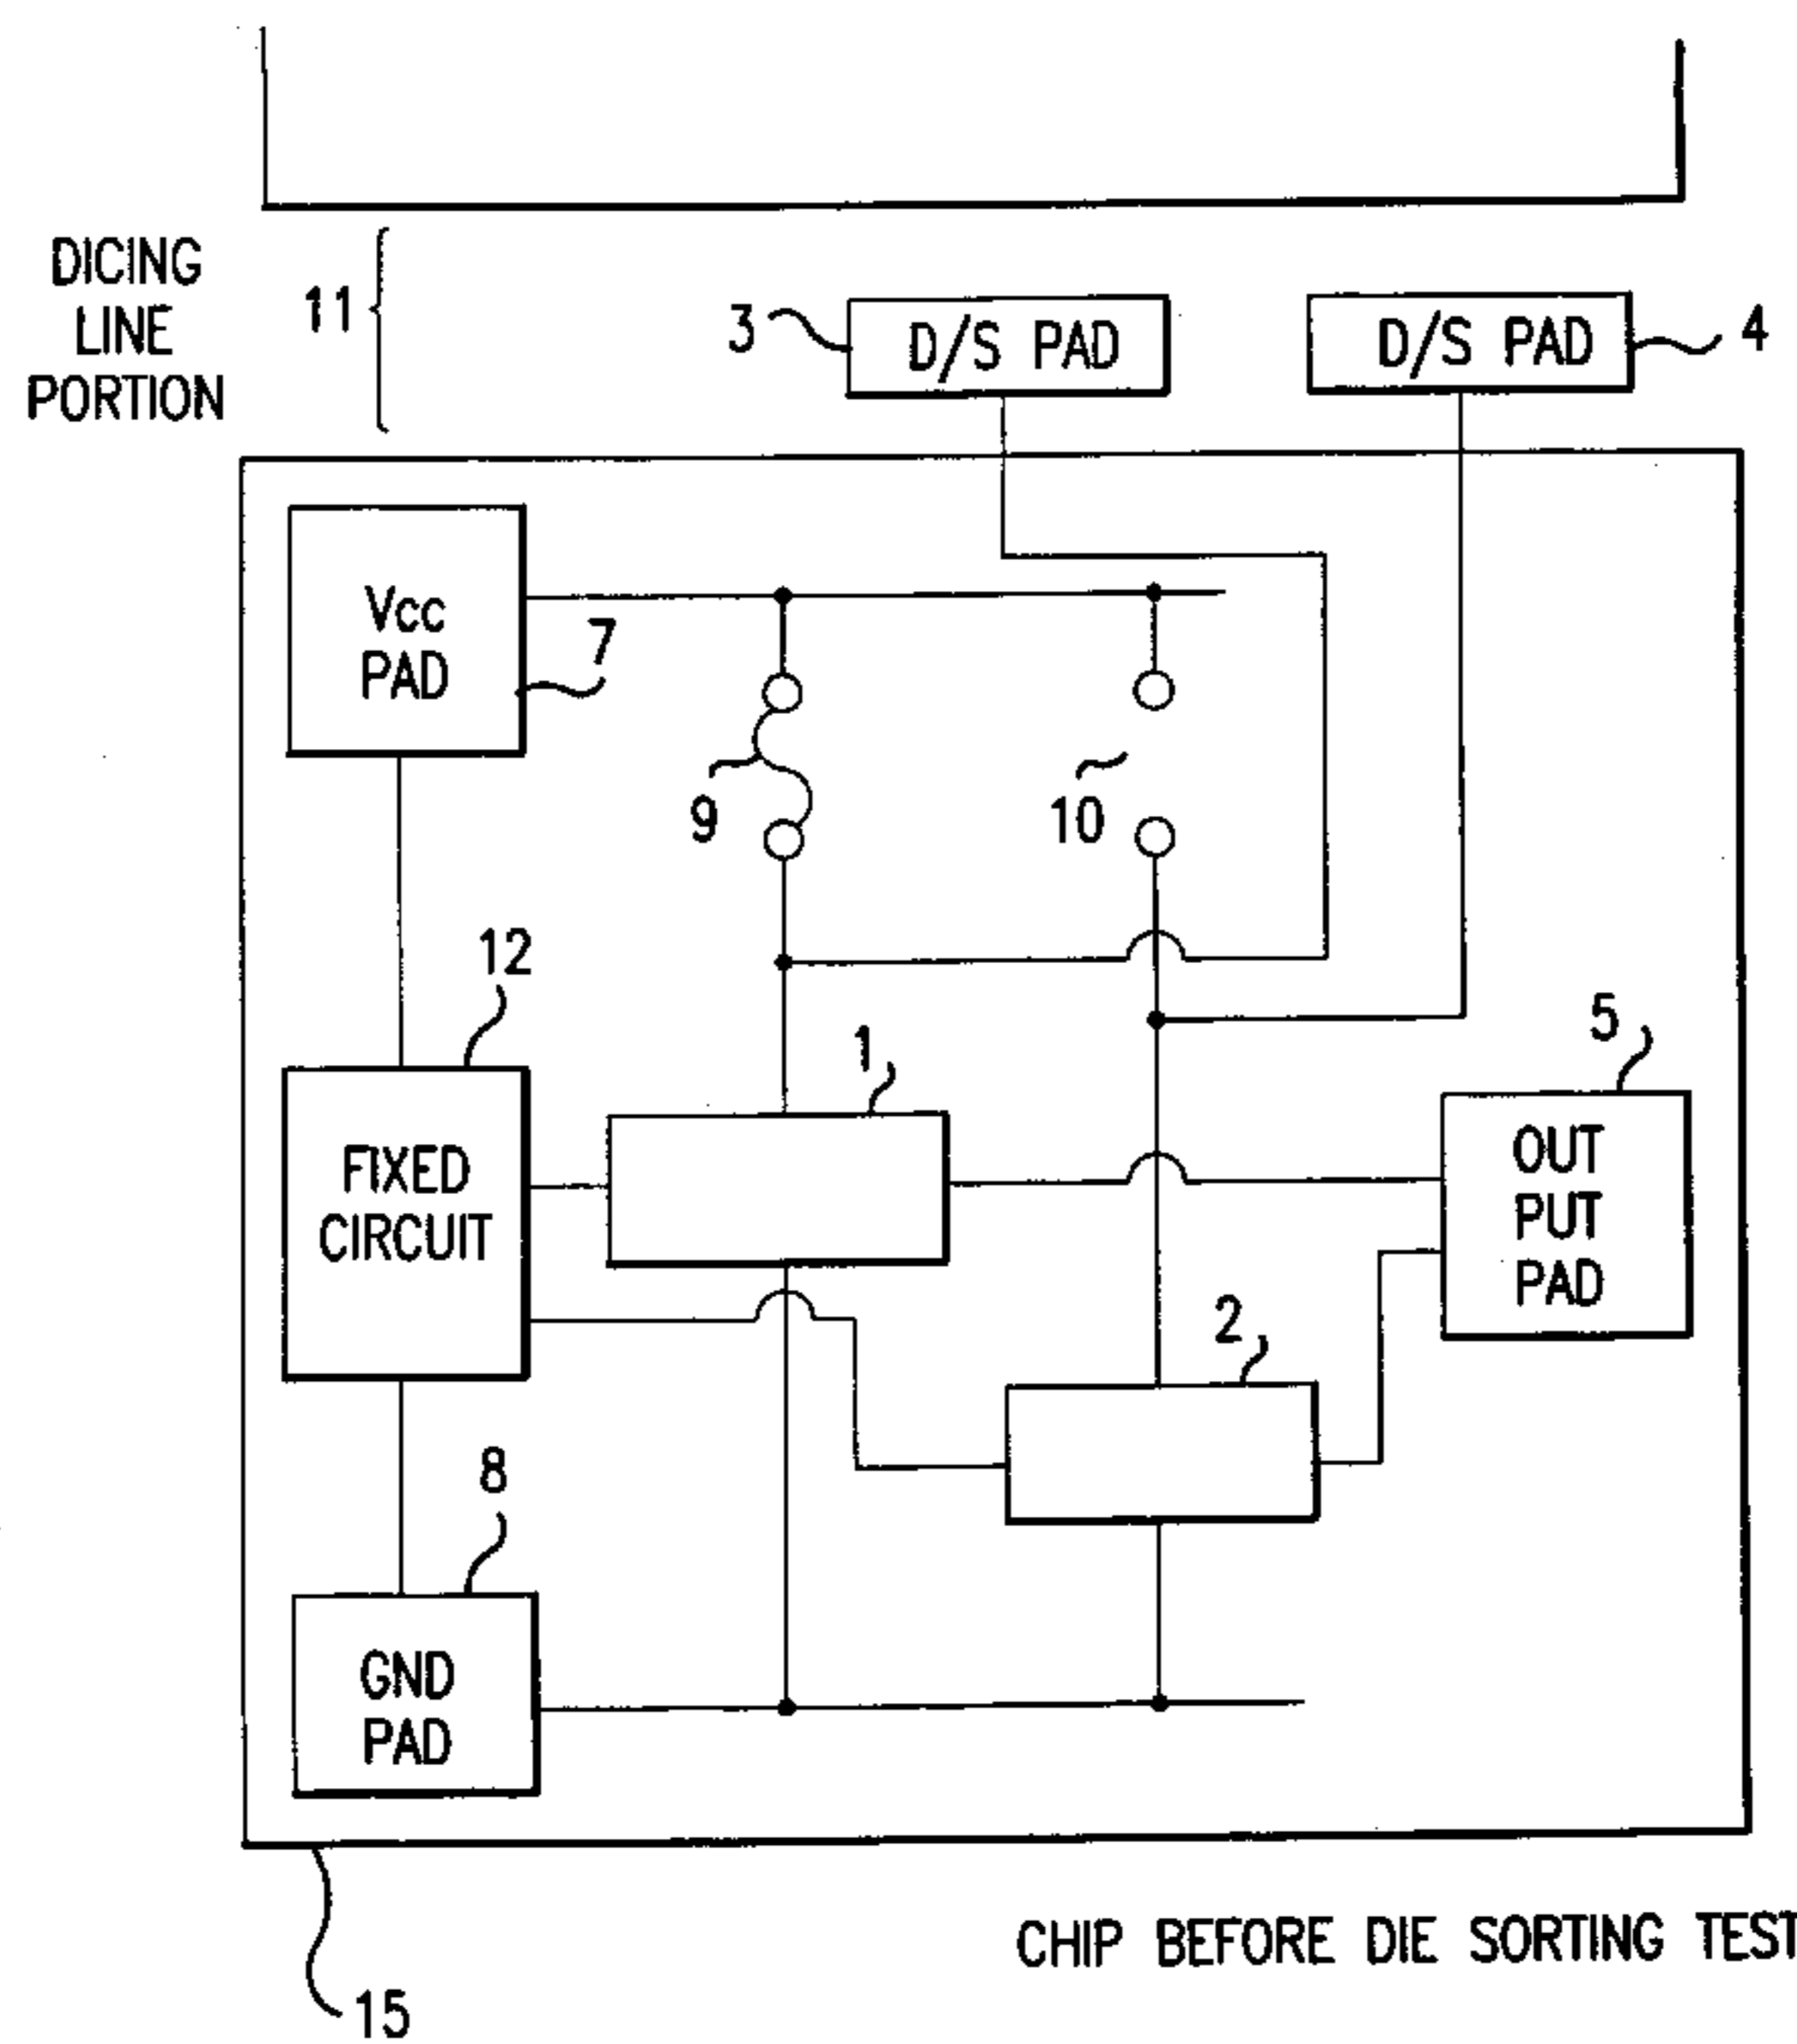 DICING
LINE
PORTION
11
3
D/S PAD
D/S PAD
4
Vcc
PAD
7
9
10
12
1
5
FIXED
CIRCUIT
OUT
PUT
PAD
2
8
GND
PAD
CHIP BEFORE DIE SORTING TEST
15